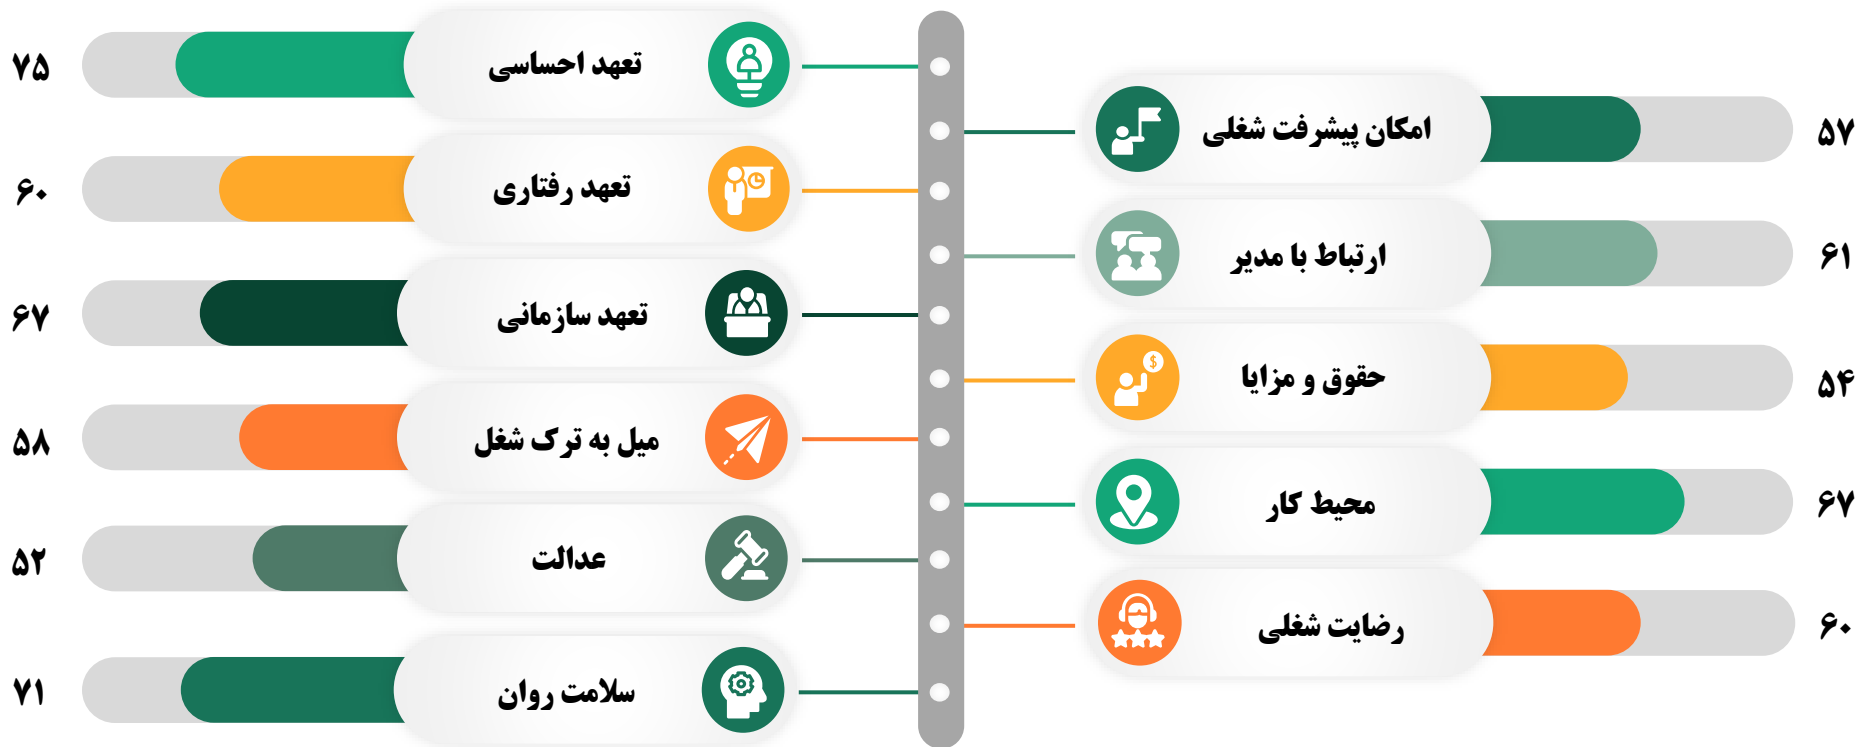 امکان پیشرفت شغلی
۵۷
ارتباط با مدیر
۶۱
حقوق و مزایا
۵۴
محیط کار
۶۷
رضایت شغلی
۶۰
تعهد احساسی
۷۵
تعهد رفتاری
۶۰
تعهد سازمانی
۶۷
میل به ترک شغل
۵۸
عدالت
۵۲
سلامت روان
۷۱